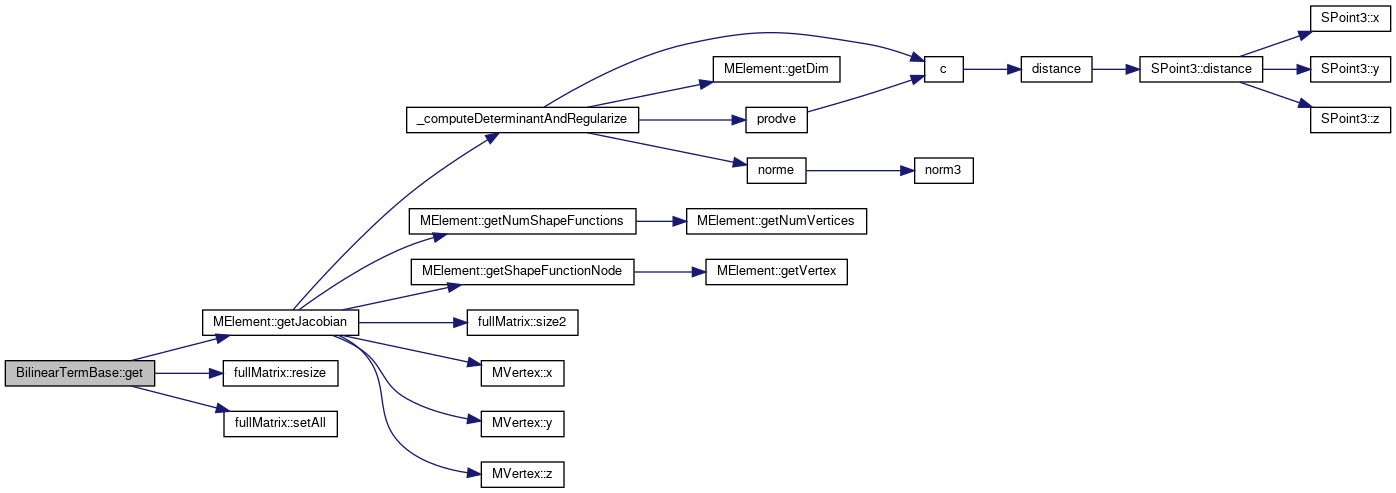 SPoint3::x
MElement::getDim
c
distance
SPoint3::distance
SPoint3::y
_computeDeterminantAndRegularize
prodve
SPoint3::z
norme
norm3
MElement::getNumShapeFunctions
MElement::getNumVertices
MElement::getShapeFunctionNode
MElement::getVertex
MElement::getJacobian
fullMatrix::size2
BilinearTermBase::get
fullMatrix::resize
MVertex::x
fullMatrix::setAll
MVertex::y
MVertex::z